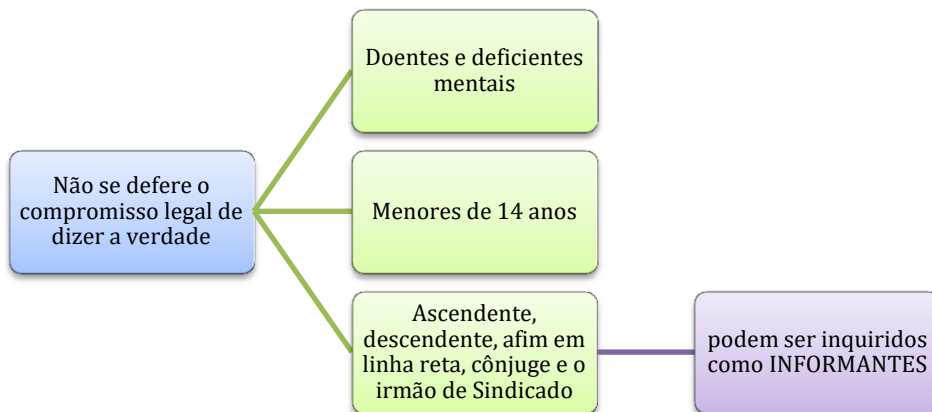 Não se defere o
compromisso legal de
dizer a verdade
Doentes e deficientes
mentais
Menores de 14 anos
Ascendente,
descendente, afim em
linha reta, cônjuge e o
irmão de Sindicado
podem ser inquiridos
como INFORMANTES